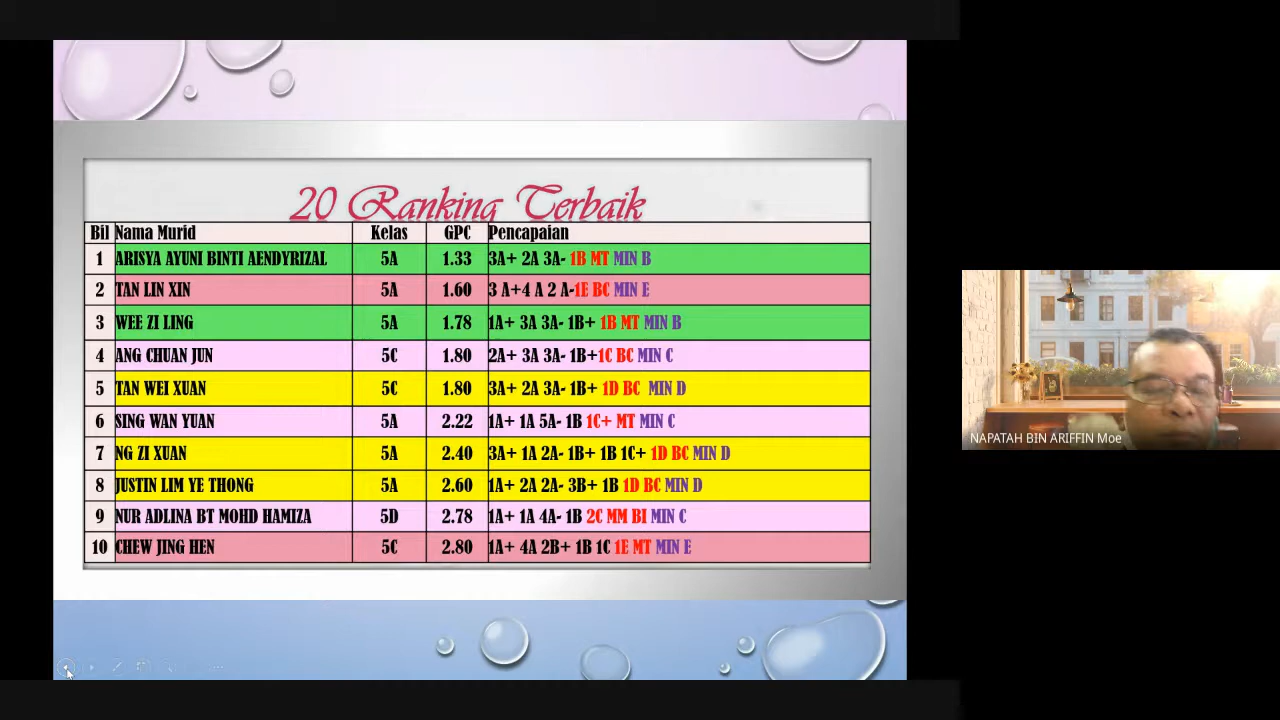 20 Ranking Terbaik
Bil Nama Murid Kelas GPC Pencapaian
1 ARISYA AYUNI BINTI AENDYRIZAL 5A 1.33 3A+ 2A 3A- 1B MT MIN B
2 TAN LIN XIN 5A 1.60 3 A+4 A 2 A-1E BC MIN E
3 WEE ZI LING 5A 1.78 1A+ 3A 3A- 1B+ 1B MT MIN B
4 ANG CHUAN JUN 5C 1.80 2A+ 3A 3A- 1B+1C BC MIN C
5 TAN WEI XUAN 5C 1.80 3A+ 2A 3A- 1B+ 1D BC MIN D
6 SING WAN YUAN 5A 2.22 1A+ 1A 5A- 1B 1C+ MT MIN C
7 NG ZI XUAN 5A 2.40 3A+ 1A 2A- 1B+ 1B 1C+ 1D BC MIN D
8 JUSTIN LIM YE THONG 5A 2.60 1A+ 2A 2A- 3B+ 1B 1D BC MIN D
9 NUR ADLINA BT MOHD HAMIZA 5D 2.78 1A+ 1A 4A- 1B 2C MM BI MIN C
10 CHEW JING HEN 5C 2.80 1A+ 4A 2B+ 1B 1C 1E MT MIN E
NAPATAH BIN ARIFFIN Moe